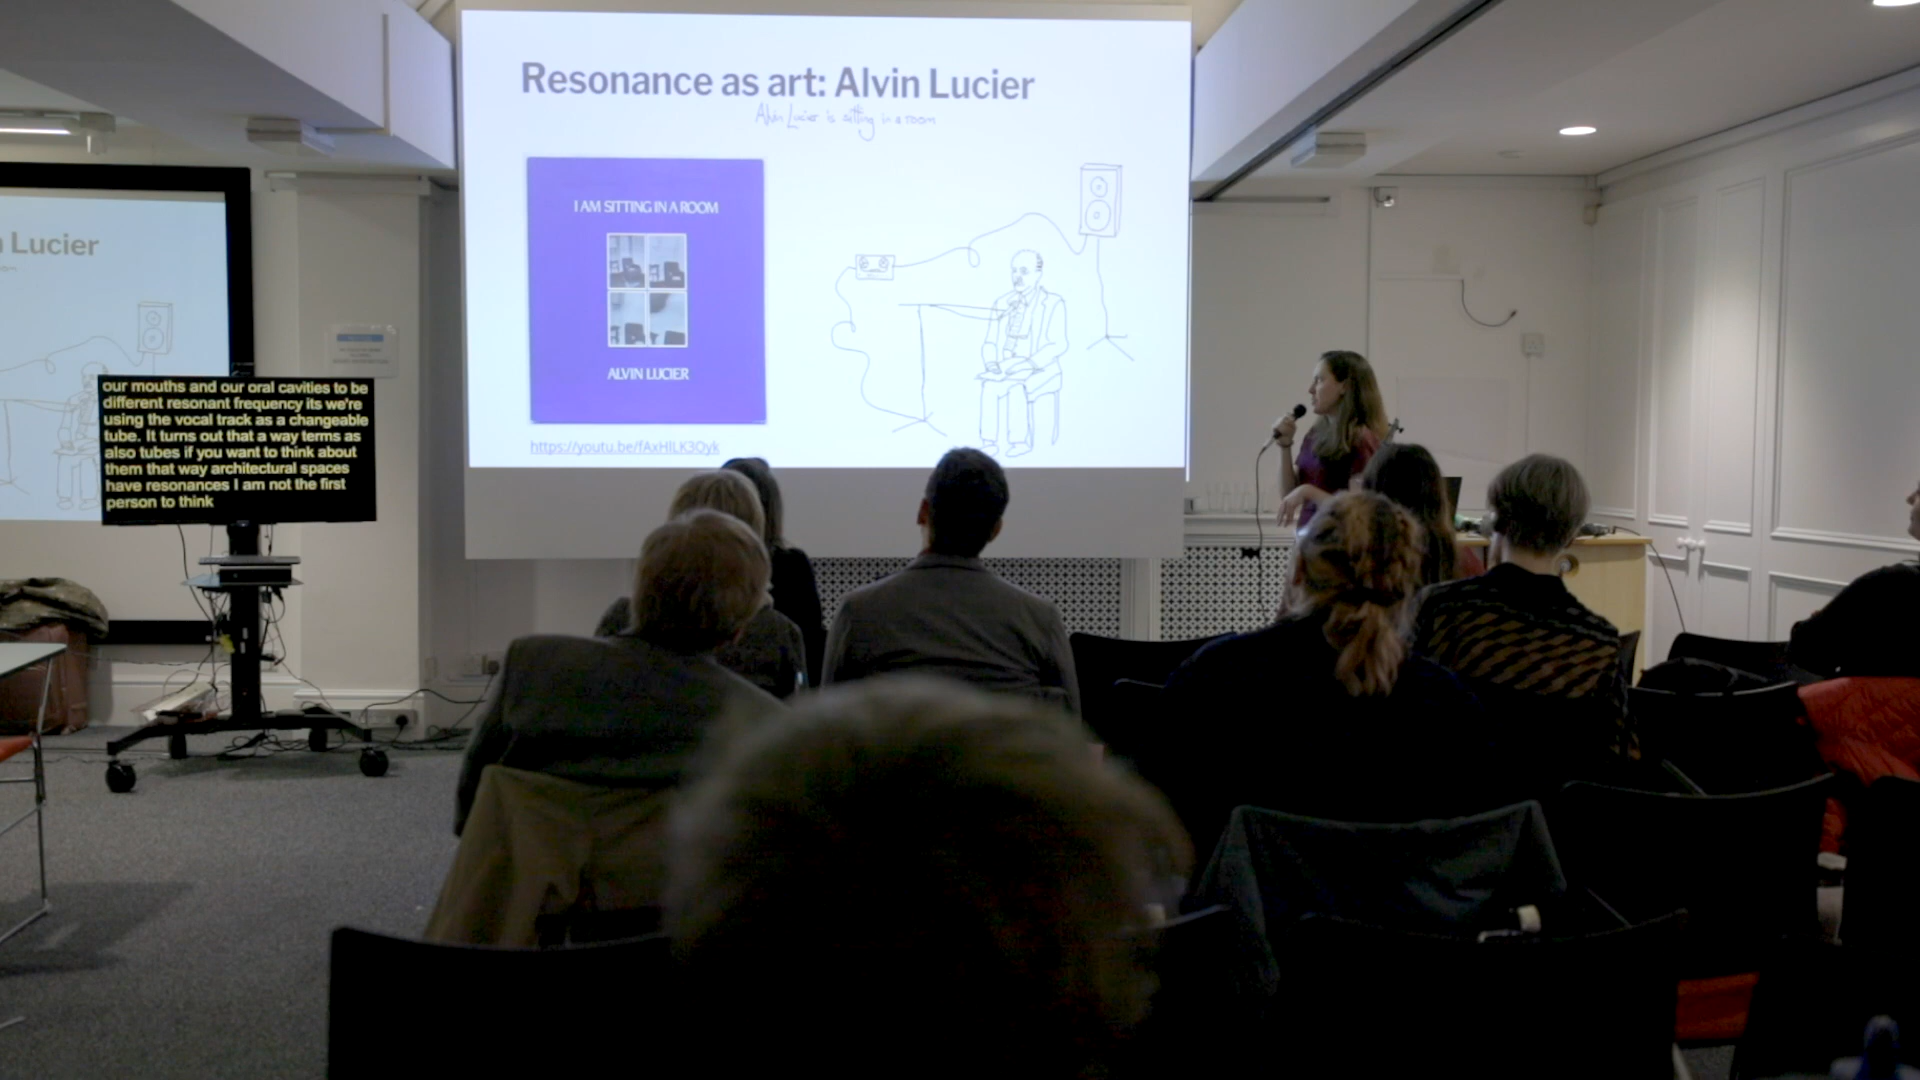 Resonance as art: Alvin Lucier
Alvin Lucier is sitting in a room
I AM SITTING IN A ROOM
ALVIN LUCIER
https://youtu.be/fAxHILK3Oyk
Lucier
our mouths and our oral cavities to be
different resonant frequency its we're
using the vocal track as a changeable
tube. It turns out that a way terms as
also tubes if you want to think about
them that way architectural spaces
have resonances I am not the first
person to think